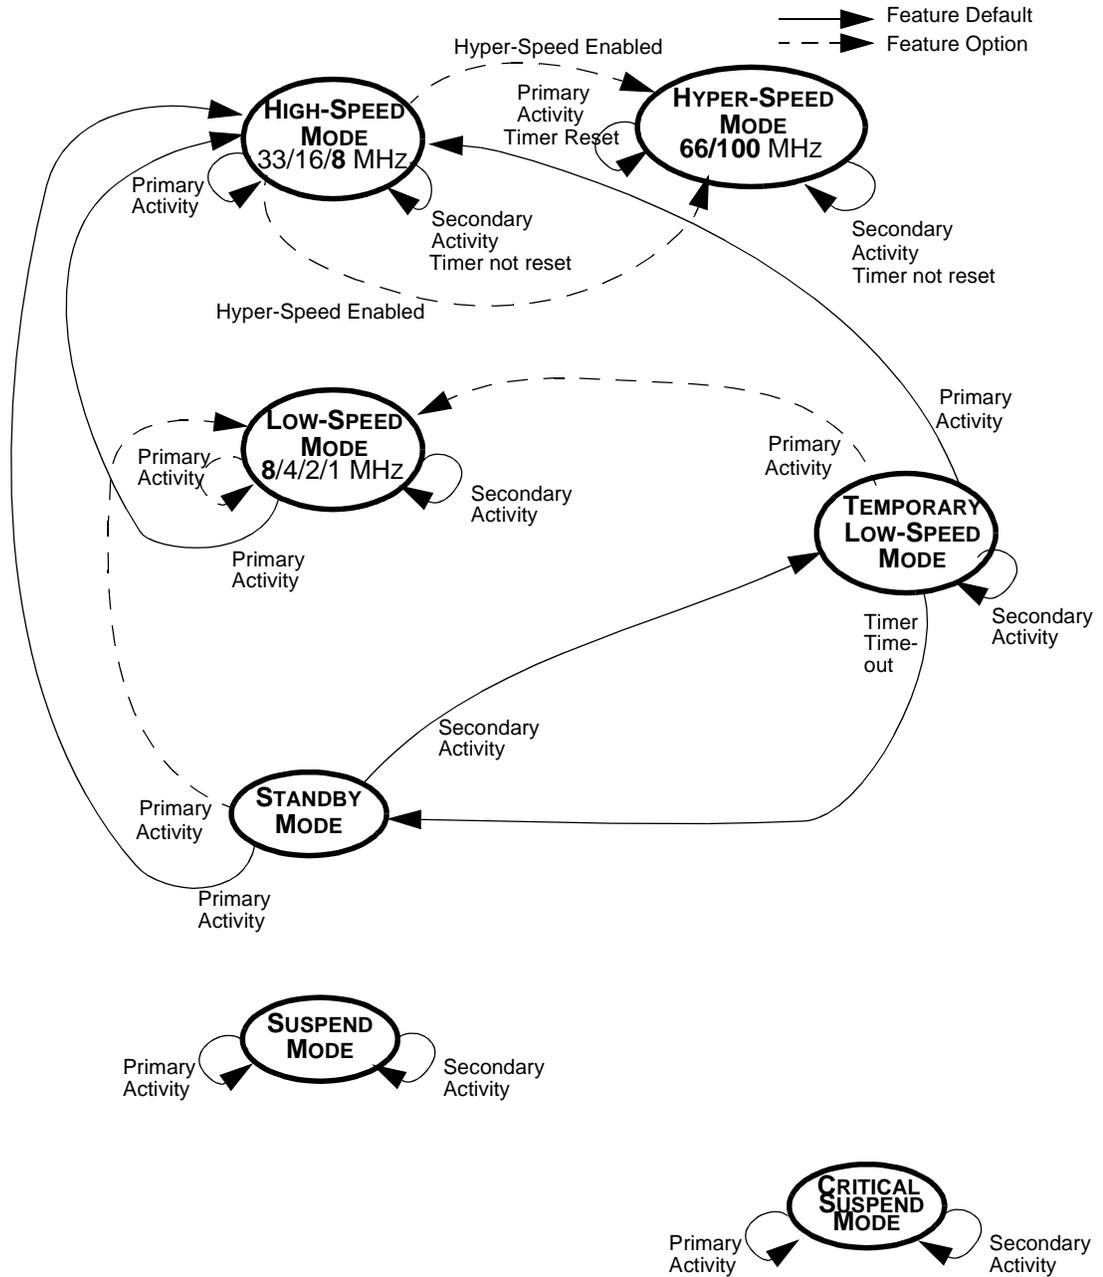 Feature Default
Feature Option
Hyper-Speed Enabled
HIGH-SPEED
MODE
33/16/8 MHz
Primary
Activity
Timer Reset
HYPER-SPEED
MODE
66/100 MHz
Primary
Activity
Secondary
Activity
Timer not reset
Secondary
Activity
Timer not reset
Hyper-Speed Enabled
Primary
Activity
LOW-SPEED
MODE
8/4/2/1 MHz
Primary
Activity
Primary
Activity
Secondary
Activity
TEMPORARY
LOW-SPEED
MODE
Primary
Activity
Secondary
Activity
Timer
Time-
out
Secondary
Activity
STANDBY
MODE
Primary
Activity
Primary
Activity
SUSPEND
MODE
Primary
Activity
Secondary
Activity
CRITICAL
SUSPEND
MODE
Primary
Activity
Secondary
Activity